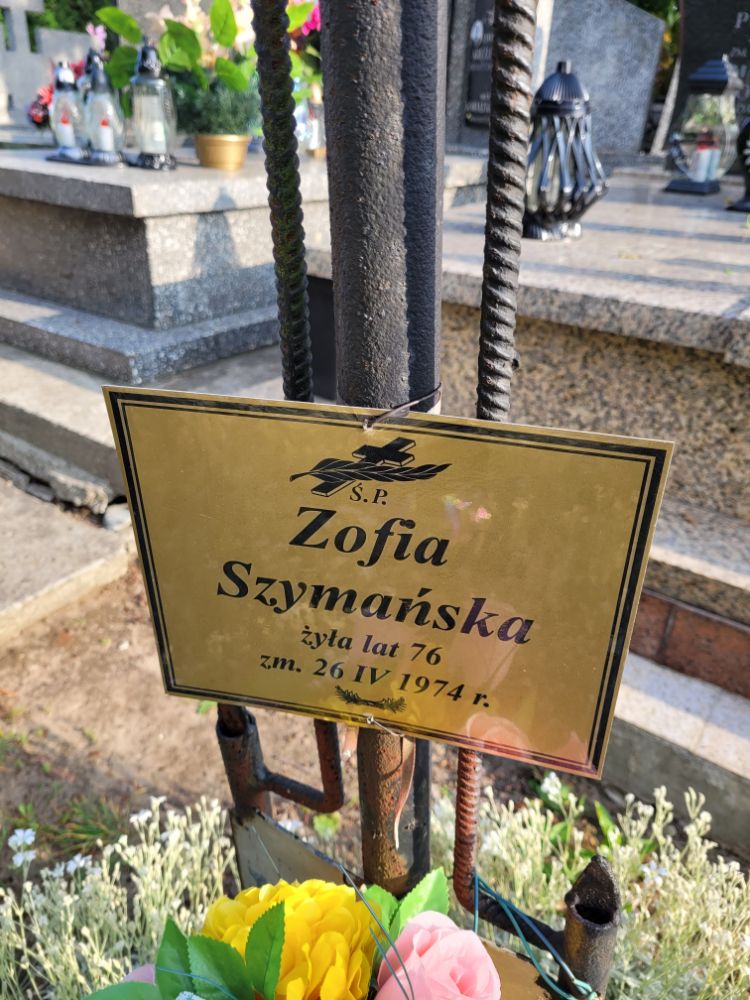 Ś.P.
Zofia
Szymańska
żyła lat 76
zm. 26 IV 1974 r.